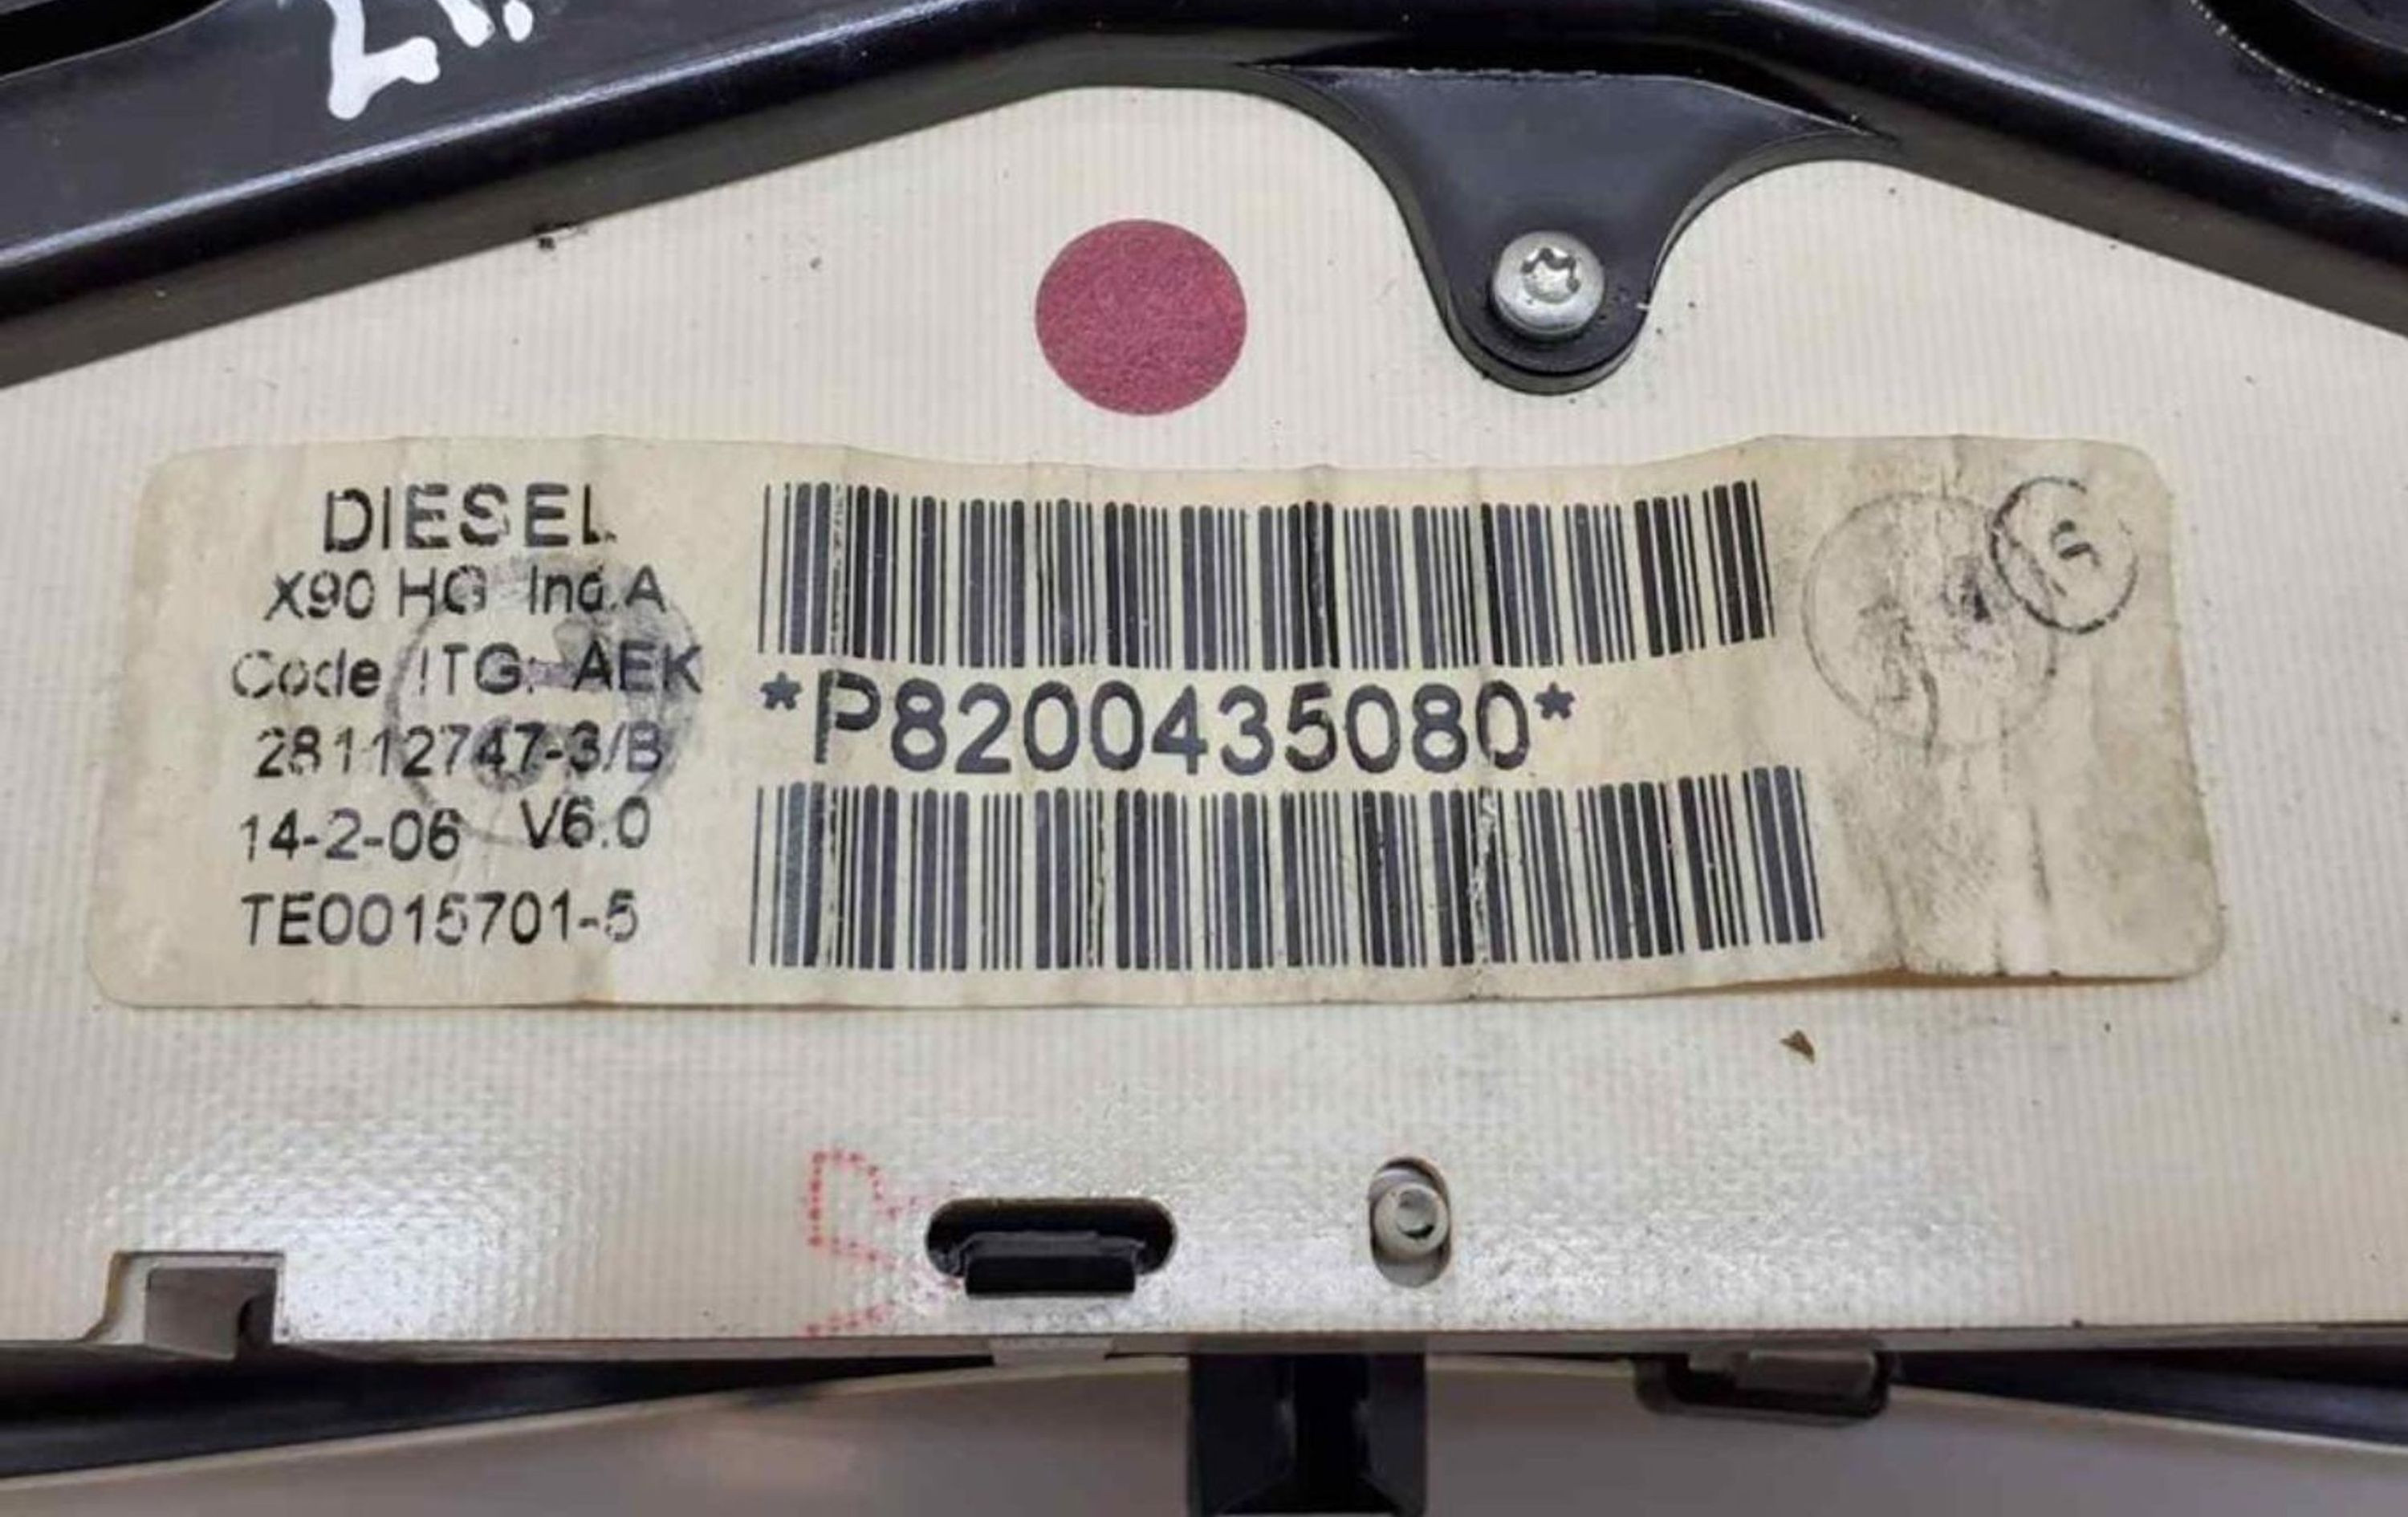 DIESEL
X90 HG Ind.A
Code ITG: AEK
28112747-3/B
14-2-06 V6.0
TE0015701-5
*P8200435080*